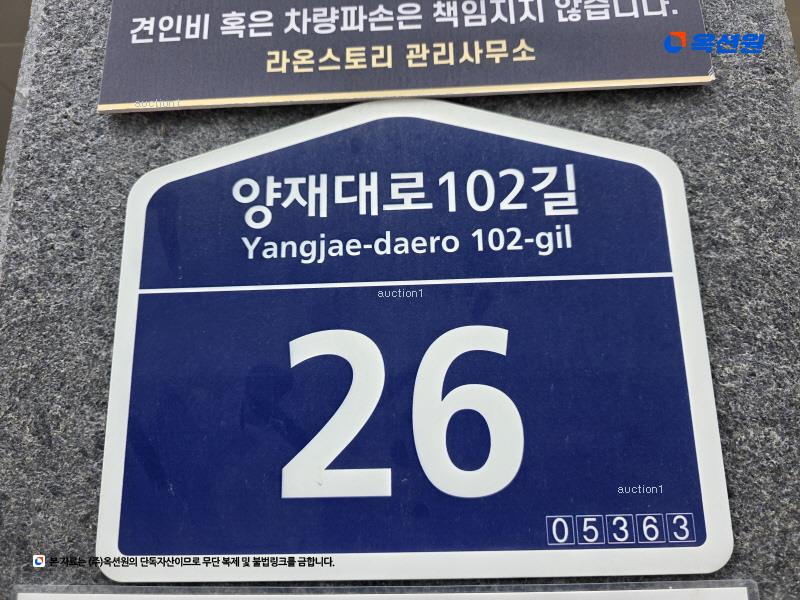 견인비 혹은 차량파손은 책임지지 않습니다.
라온스토리 관리사무소
옥션원
auction1
양재대로102길
Yangjae-daero 102-gil
auction1
26
auction1
05363
본 자료는 (주)옥션원의 단독자산이므로 무단 복제 및 불법링크를 금합니다.